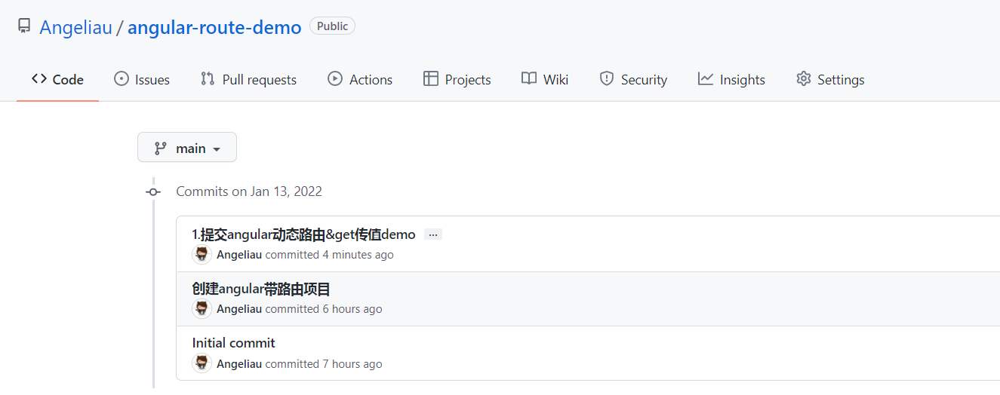 Angeliau / angular-route-demo Public
Code Issues Pull requests Actions Projects Wiki Security Insights Settings
main
Commits on Jan 13, 2022
1.提交angular动态路由&get传值demo ...
Angeliau committed 4 minutes ago
创建angular带路由项目
Angeliau committed 6 hours ago
Initial commit
Angeliau committed 7 hours ago